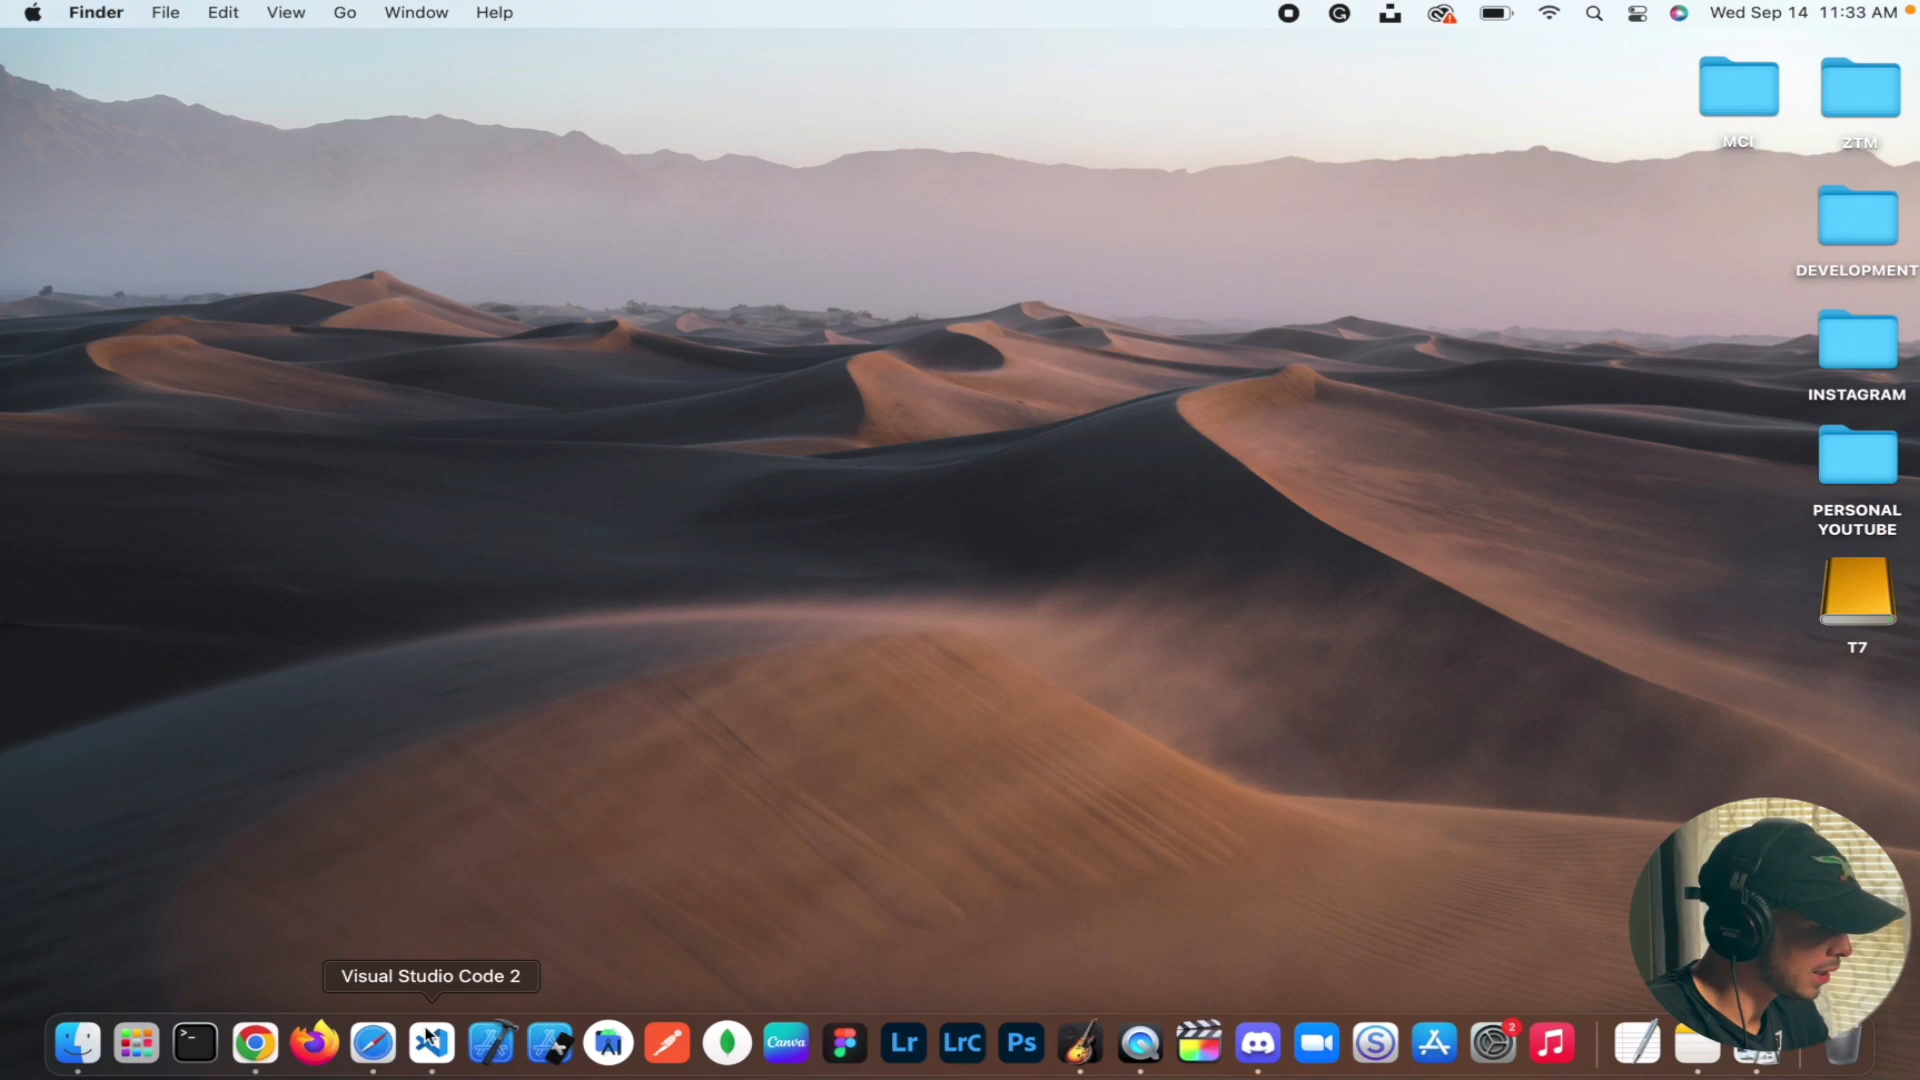 Finder File Edit View Go Window Help
Wed Sep 14 11:33 AM
MCI
ZTM
DEVELOPMENT
INSTAGRAM
PERSONAL
YOUTUBE
T7
Visual Studio Code 2
Canva
Lr
LrC
Ps
2